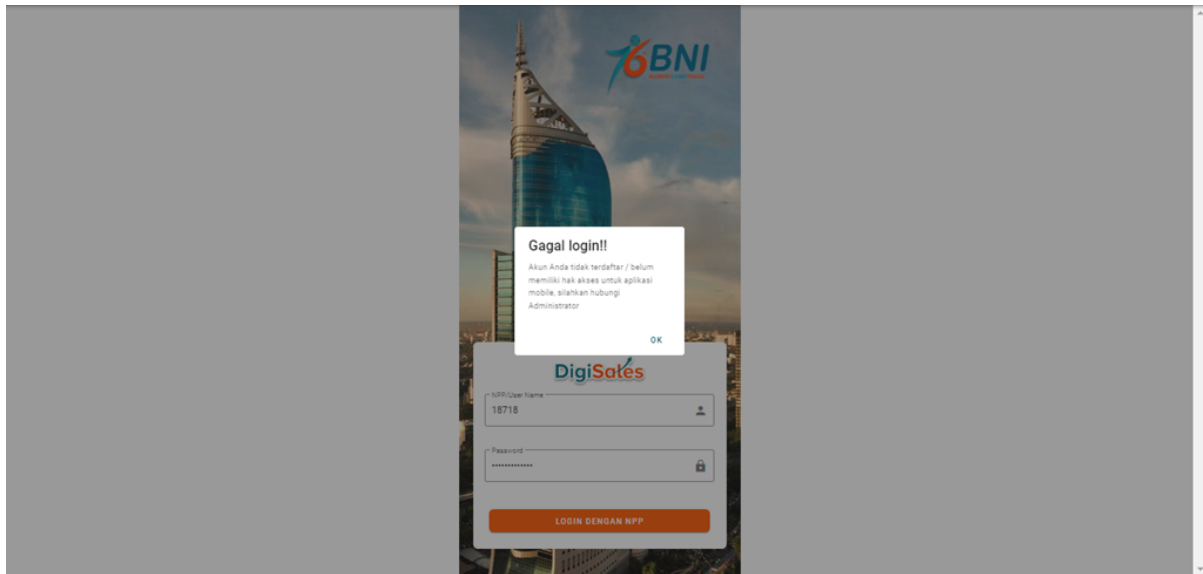 76 BNI
Gagal login!!
Akun Anda tidak terdaftar / belum
memiliki hak akses untuk aplikasi
mobile, silahkan hubungi
Administrator
OK
DigiSales
NPP/User Name
18718
Password
•••••••••••••
LOGIN DENGAN NPP